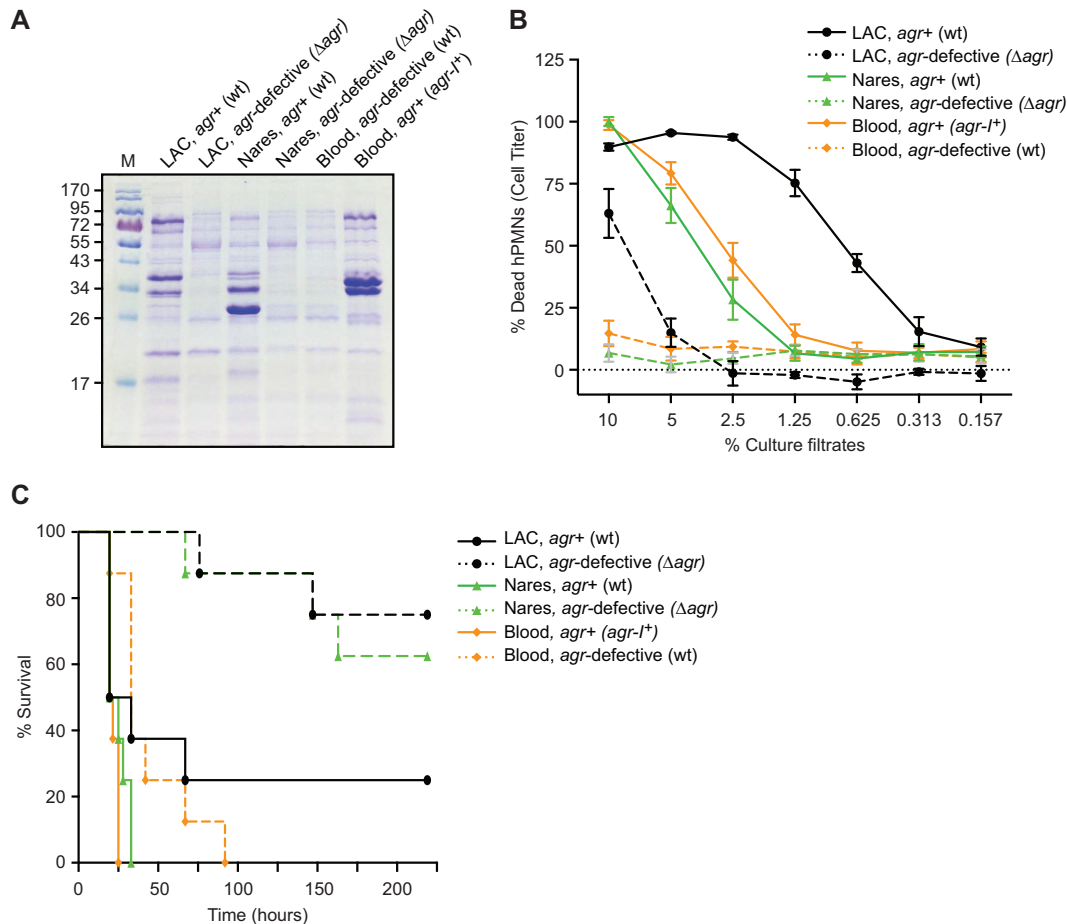 A
M
LAC, agr+ (wt)
LAC, agr-defective (Δagr)
Nares, agr+ (wt)
Nares, agr-defective (Δagr)
Blood, agr-defective (wt)
Blood, agr+ (agr-I⁺)
170
95
72
55
43
34
26
17
B
LAC, agr+ (wt)
LAC, agr-defective (Δagr)
Nares, agr+ (wt)
Nares, agr-defective (Δagr)
Blood, agr+ (agr-I⁺)
Blood, agr-defective (wt)
% Dead hPMNs (Cell Titer)
125
100
75
50
25
0
10 5 2.5 1.25 0.625 0.313 0.157
% Culture filtrates
C
LAC, agr+ (wt)
LAC, agr-defective (Δagr)
Nares, agr+ (wt)
Nares, agr-defective (Δagr)
Blood, agr+ (agr-I⁺)
Blood, agr-defective (wt)
% Survival
100
80
60
40
20
0
0 50 100 150 200
Time (hours)